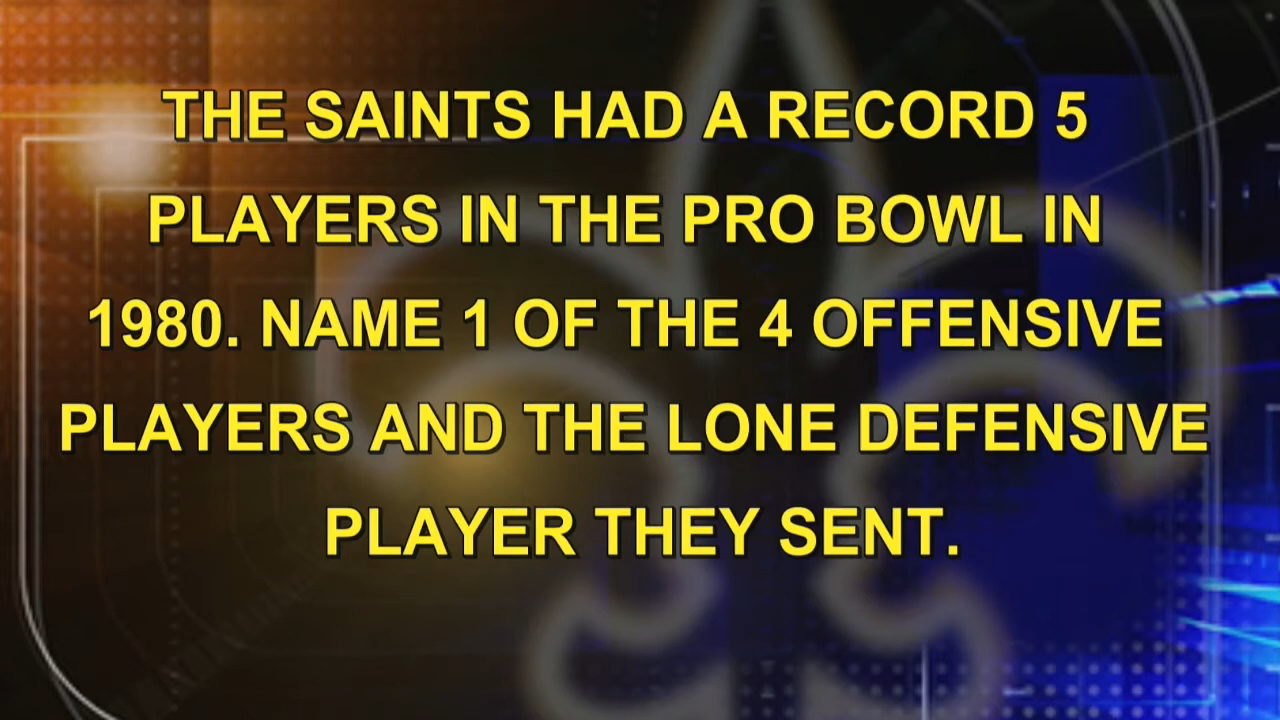 THE SAINTS HAD A RECORD 5
PLAYERS IN THE PRO BOWL IN
1980. NAME 1 OF THE 4 OFFENSIVE
PLAYERS AND THE LONE DEFENSIVE
PLAYER THEY SENT.